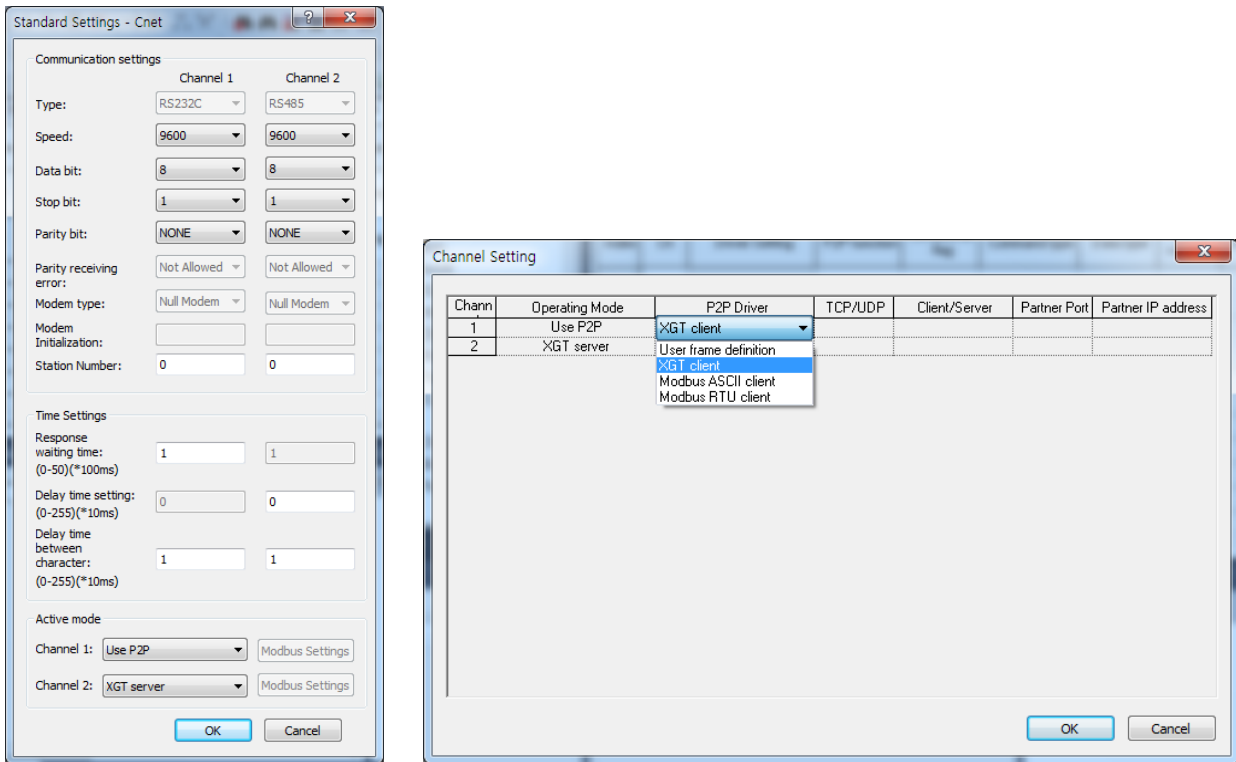 Standard Settings - Cnet
Communication settings
Channel 1 Channel 2
Type: RS232C RS485
Speed: 9600 9600
Data bit: 8 8
Stop bit: 1 1
Parity bit: NONE NONE
Parity receiving
error: Not Allowed Not Allowed
Modem type: Null Modem Null Modem
Modem
Initialization:
Station Number: 0 0
Time Settings
Response
waiting time: 1 1
(0-50)(*100ms)
Delay time setting: 0 0
(0-255)(*10ms)
Delay time
between
character: 1 1
(0-255)(*10ms)
Active mode
Channel 1: Use P2P Modbus Settings
Channel 2: XGT server Modbus Settings
OK Cancel
Channel Setting
Chann Operating Mode P2P Driver TCP/UDP Client/Server Partner Port Partner IP address
1 Use P2P XGT client
2 XGT server
User frame definition
XGT client
Modbus ASCII client
Modbus RTU client
OK Cancel